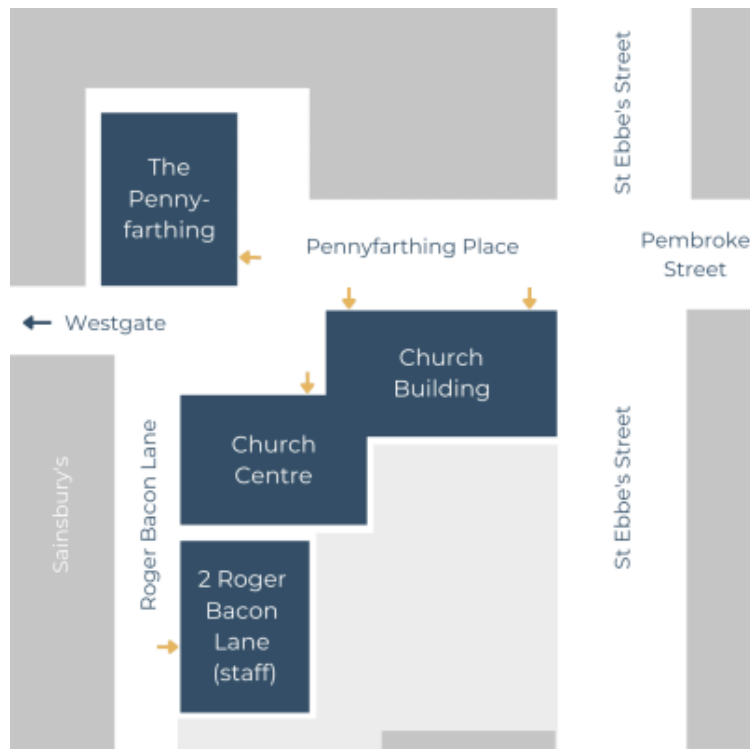 St Ebbe's Street
The
Penny-
farthing
Pennyfarthing Place
Pembroke
Street
Westgate
Church
Building
Church
Centre
Roger Bacon Lane
Sainsbury's
St Ebbe's Street
2 Roger
Bacon
Lane
(staff)